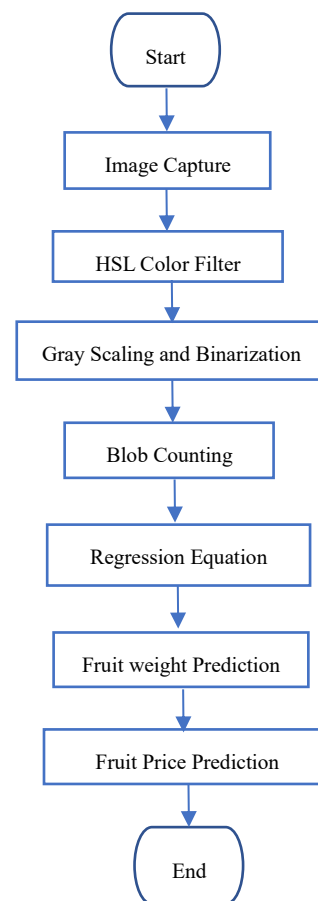 Start
Image Capture
HSL Color Filter
Gray Scaling and Binarization
Blob Counting
Regression Equation
Fruit weight Prediction
Fruit Price Prediction
End